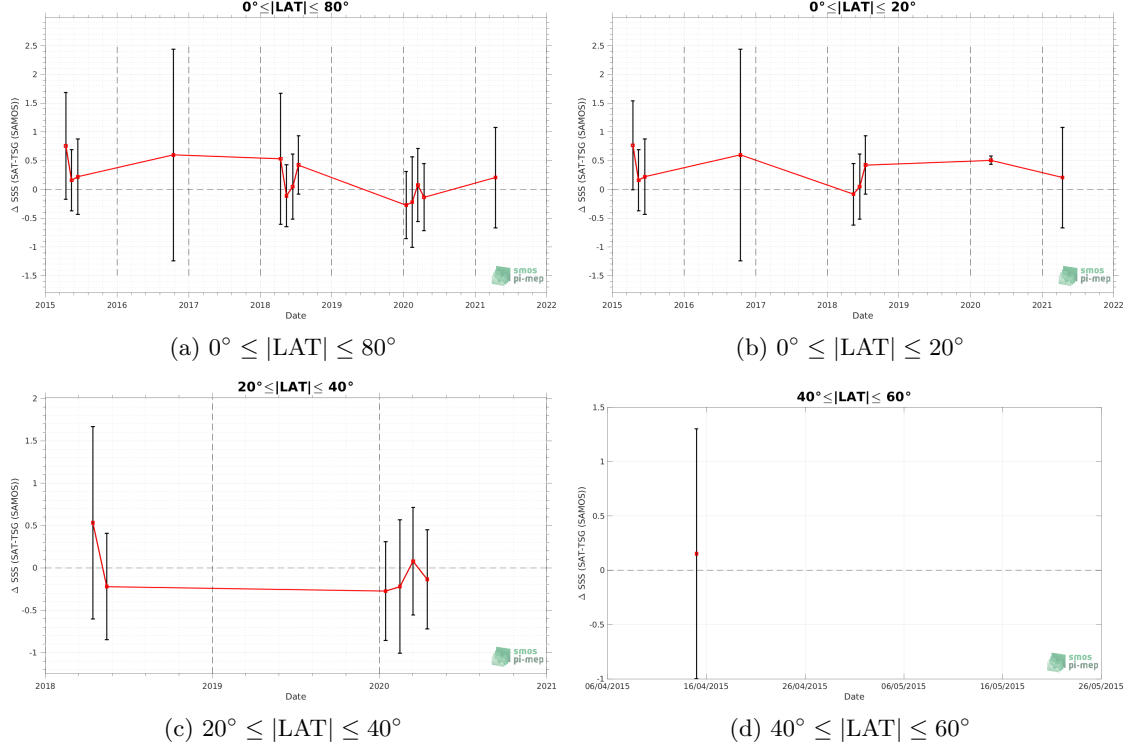 0°≤|LAT|≤ 80°
Δ SSS (SAT-TSG (SAMOS))
2.5
2
1.5
1
0.5
0
-0.5
-1
-1.5
2015 2016 2017 2018 2019 2020 2021 2022
Date
smos
pi-mep
(a) 0° ≤ |LAT| ≤ 80°
0°≤|LAT|≤ 20°
Δ SSS (SAT-TSG (SAMOS))
2.5
2
1.5
1
0.5
0
-0.5
-1
-1.5
2015 2016 2017 2018 2019 2020 2021 2022
Date
smos
pi-mep
(b) 0° ≤ |LAT| ≤ 20°
20°≤|LAT|≤ 40°
Δ SSS (SAT-TSG (SAMOS))
2
1.5
1
0.5
0
-0.5
-1
2018 2019 2020 2021
Date
smos
pi-mep
(c) 20° ≤ |LAT| ≤ 40°
40°≤|LAT|≤ 60°
Δ SSS (SAT-TSG (SAMOS))
1.5
1
0.5
0
-0.5
-1
06/04/2015 16/04/2015 26/04/2015 06/05/2015 16/05/2015 26/05/2015
Date
smos
pi-mep
(d) 40° ≤ |LAT| ≤ 60°